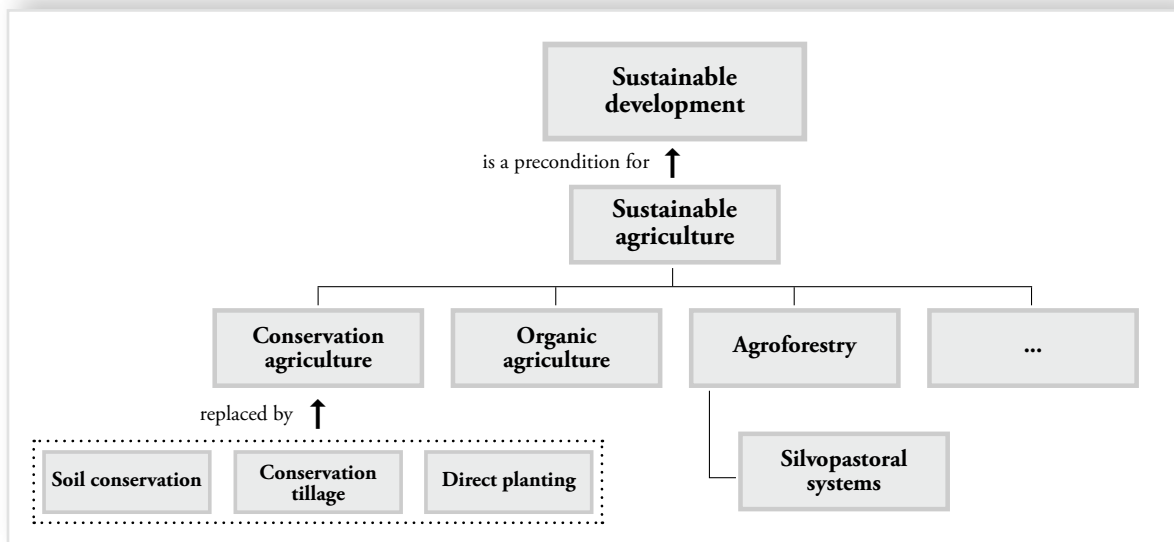 Sustainable
development
is a precondition for
Sustainable
agriculture
Conservation
agriculture
Organic
agriculture
Agroforestry
...
replaced by
Soil conservation
Conservation
tillage
Direct planting
Silvopastoral
systems